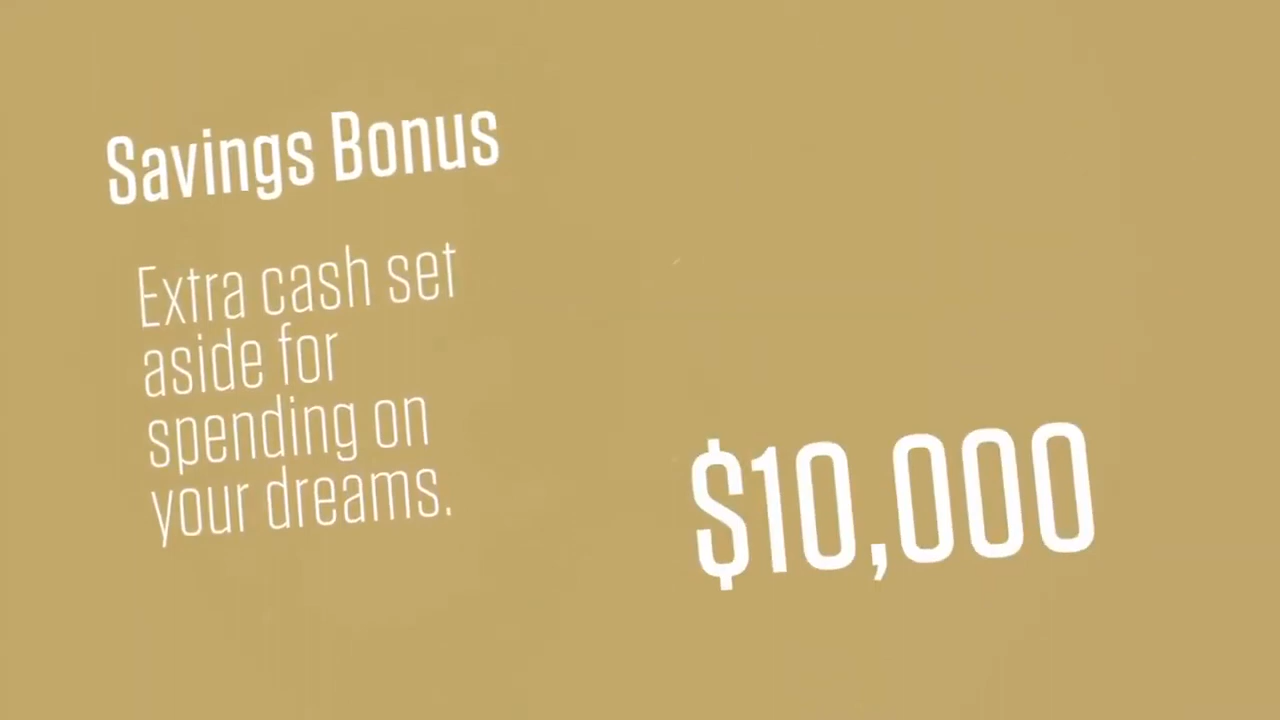 Savings Bonus
Extra cash set
aside for
spending on
your dreams.
$10,000